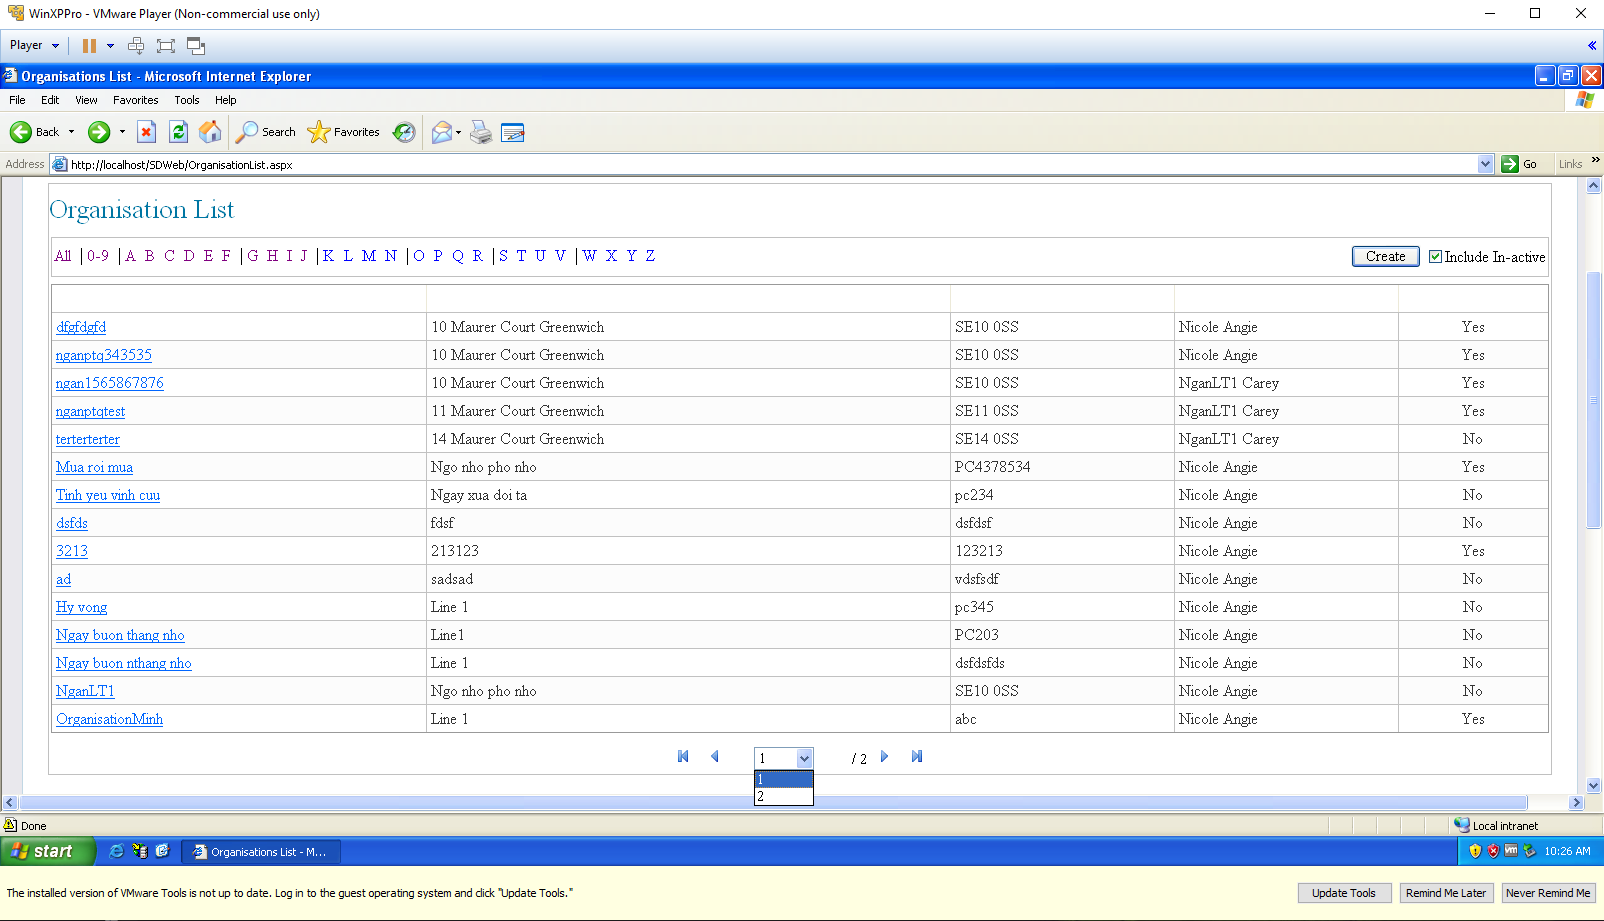 WinXPPro - VMware Player (Non-commercial use only)
Player
Organisations List - Microsoft Internet Explorer
File Edit View Favorites Tools Help
Back Search Favorites
Address http://localhost/SDWeb/OrganisationList.aspx Go Links
Organisation List
All |0-9 |A B C D E F |G H I J |K L M N |O P Q R |S T U V |W X Y Z Create Include In-active
dfgfdgfd 10 Maurer Court Greenwich SE10 0SS Nicole Angie Yes
nganptq343535 10 Maurer Court Greenwich SE10 0SS Nicole Angie Yes
ngan1565867876 10 Maurer Court Greenwich SE10 0SS NganLT1 Carey Yes
nganptqtest 11 Maurer Court Greenwich SE11 0SS NganLT1 Carey Yes
terterterter 14 Maurer Court Greenwich SE14 0SS NganLT1 Carey No
Mua roi mua Ngo nho pho nho PC4378534 Nicole Angie Yes
Tinh yeu vinh cuu Ngay xua doi ta pc234 Nicole Angie No
dsfds fdsf dsfdsf Nicole Angie No
3213 213123 123213 Nicole Angie Yes
ad sadsad vdsfsdf Nicole Angie No
Hy vong Line 1 pc345 Nicole Angie No
Ngay buon thang nho Line1 PC203 Nicole Angie No
Ngay buon nthang nho Line 1 dsfdsfds Nicole Angie No
NganLT1 Ngo nho pho nho SE10 0SS Nicole Angie No
OrganisationMinh Line 1 abc Nicole Angie Yes
1 / 2
1
2
Done Local intranet
start Organisations List - M... 10:26 AM
The installed version of VMware Tools is not up to date. Log in to the guest operating system and click "Update Tools." Update Tools Remind Me Later Never Remind Me